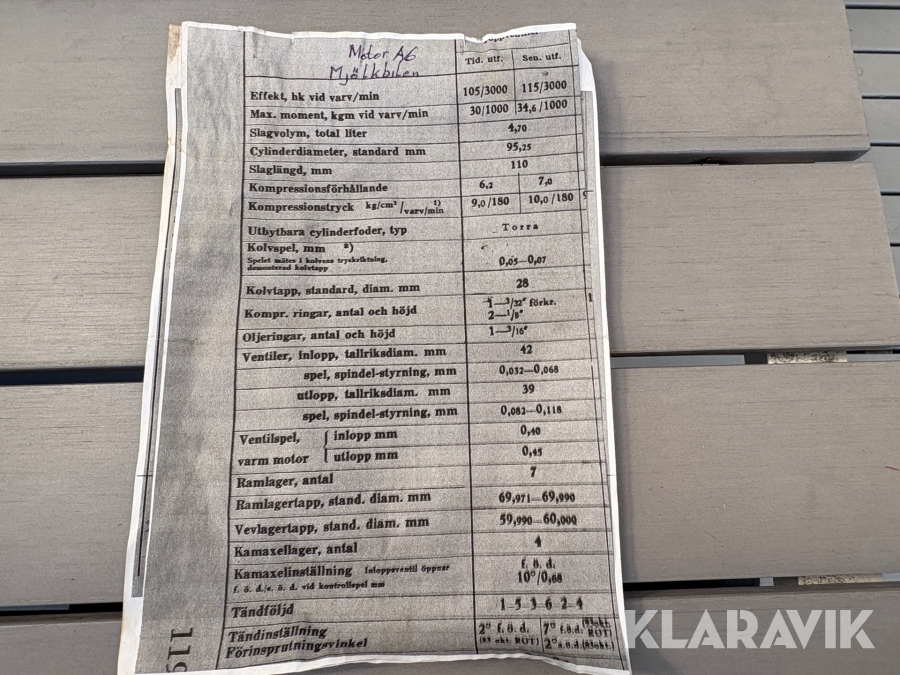 Motor A6
Mjölkbilen
Tid. utf. Sen. utf.
Effekt, hk vid varv/min 105/3000 115/3000
Max. moment, kgm vid varv/min 30/1000 34,6/1000
Slagvolym, total liter 4,70
Cylinderdiameter, standard mm 95,25
Slaglängd, mm 110
Kompressionsförhållande 6,2 7,0
Kompressionstryck kg/cm²/varv/min ¹) 9,0/180 10,0/180
Utbytbara cylinderfoder, typ Torra
Kolvspel, mm ²)
Spelet mätes i kolvens tryckriktning,
demonterad kolvtapp 0,05—0,07
Kolvtapp, standard, diam. mm 28
Kompr. ringar, antal och höjd 1—³/32" förkr.
2—¹/8"
Oljeringar, antal och höjd 1—³/16"
Ventiler, inlopp, tallriksdiam. mm 42
spel, spindel-styrning, mm 0,032—0,068
utlopp, tallriksdiam. mm 39
spel, spindel-styrning, mm 0,082—0,118
Ventilspel, inlopp mm 0,40
varm motor utlopp mm 0,45
Ramlager, antal 7
Ramlagertapp, stand. diam. mm 69,971—69,990
Vevlagertapp, stand. diam. mm 59,990—60,000
Kamaxellager, antal 4
Kamaxelinställning Inloppsventil öppnar f. ö. d.
f. ö. d./e. ö. d. vid kontrollspel mm 10°/0,68
Tändföljd 1-5-3-6-2-4
Tändinställning 2° f.ö.d. 7° f.ö.d.
Förinsprutningsvinkel 2°
119
KLARAVIK